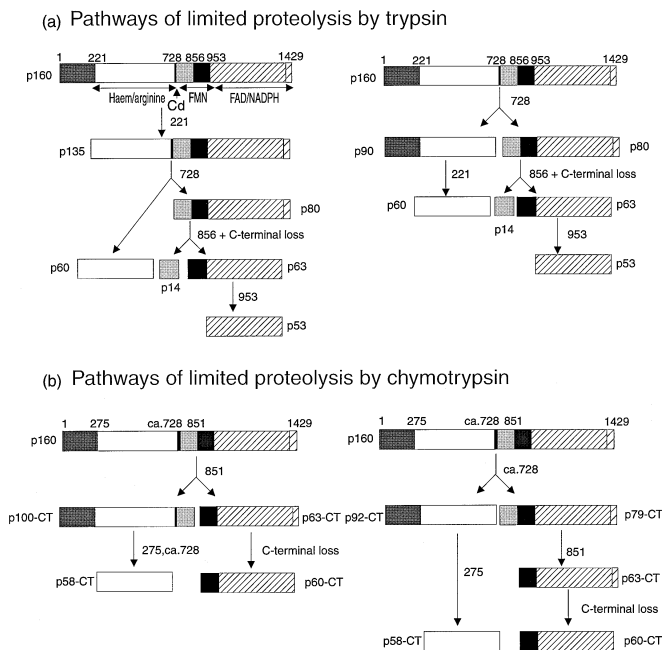 (a) Pathways of limited proteolysis by trypsin
1 221 728 856 953 1429
p160
Haem/arginine FMN FAD/NADPH
Cd
221
p135
728
p80
856 + C-terminal loss
p60 p14 p63
953
p53
1 221 728 856 953 1429
p160
728
p90 p80
221 856 + C-terminal loss
p60 p14 p63
953
p53
(b) Pathways of limited proteolysis by chymotrypsin
1 275 ca.728 851 1429
p160
851
p100-CT p63-CT
275,ca.728 C-terminal loss
p58-CT p60-CT
1 275 ca.728 851 1429
p160
ca.728
p92-CT p79-CT
851
275 p63-CT
C-terminal loss
p58-CT p60-CT